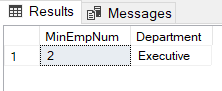 Results Messages
MinEmpNum Department
1 2 Executive